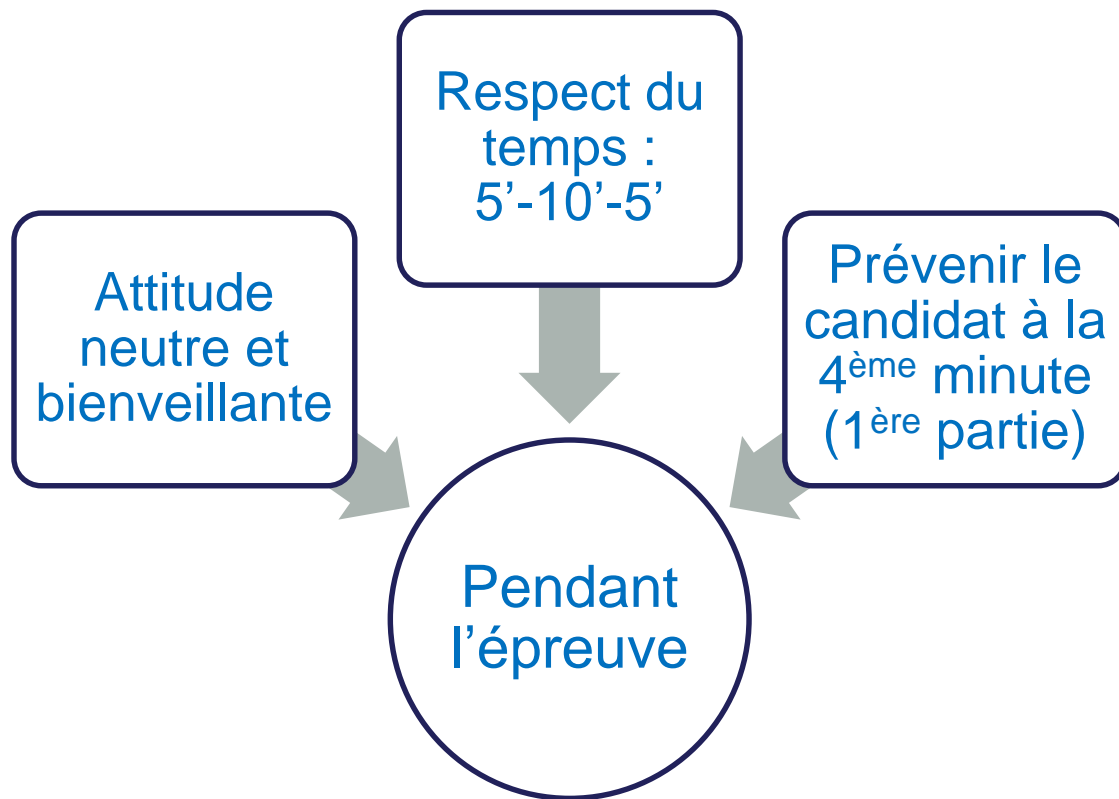 Respect du
temps :
5’-10’-5’
Attitude
neutre et
bienveillante
Prévenir le
candidat à la
4ème minute
(1ère partie)
Pendant
l’épreuve